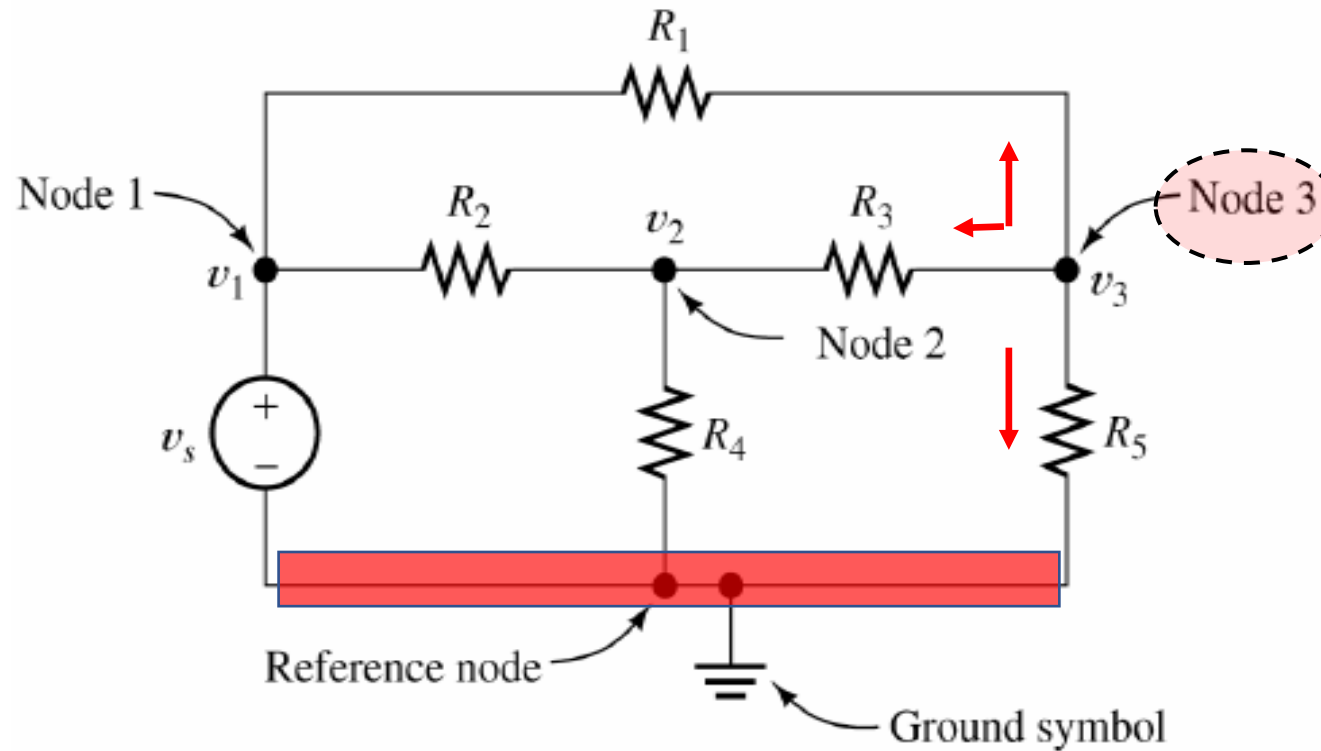 R1
Node 1
R2
v2
R3
Node 3
v1
v3
Node 2
+
−
vs
R4
R5
Reference node
Ground symbol